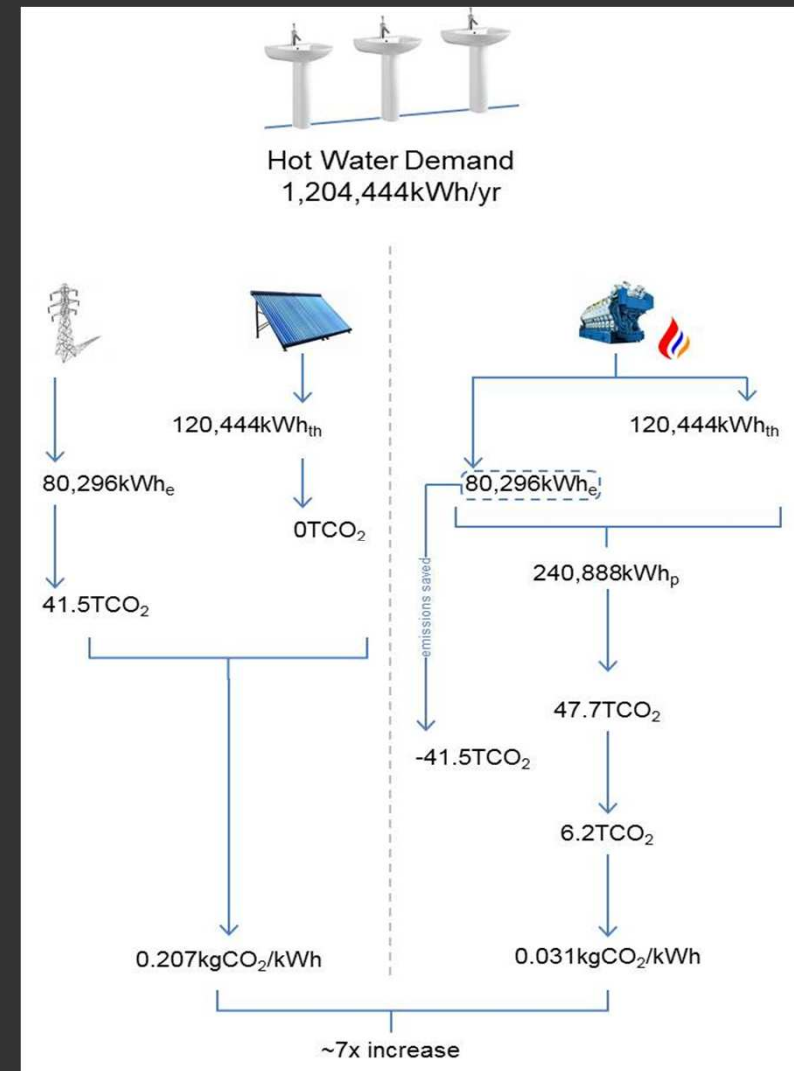 Hot Water Demand
1,204,444kWh/yr
120,444kWhth
120,444kWhth
80,296kWhe
80,296kWhe
0TCO2
emissions saved
240,888kWhp
41.5TCO2
47.7TCO2
-41.5TCO2
6.2TCO2
0.207kgCO2/kWh
0.031kgCO2/kWh
~7x increase